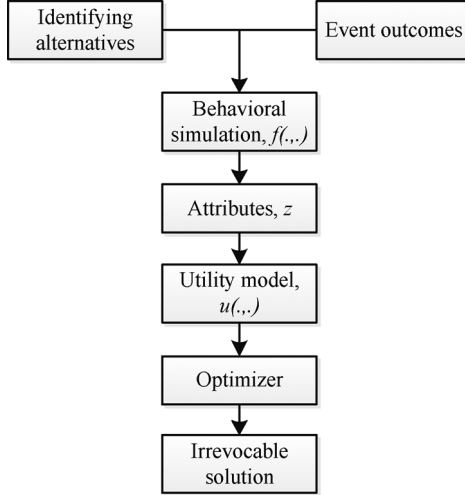 Identifying
alternatives
Event outcomes
Behavioral
simulation, f(.,.)
Attributes, z
Utility model,
u(.,.)
Optimizer
Irrevocable
solution